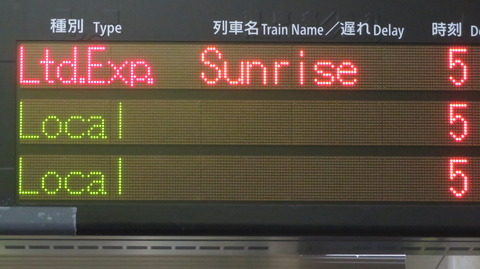 種別 Type 列車名 Train Name／遅れ Delay 時刻
Ltd.Exp. Sunrise 5
Local 5
Local 5